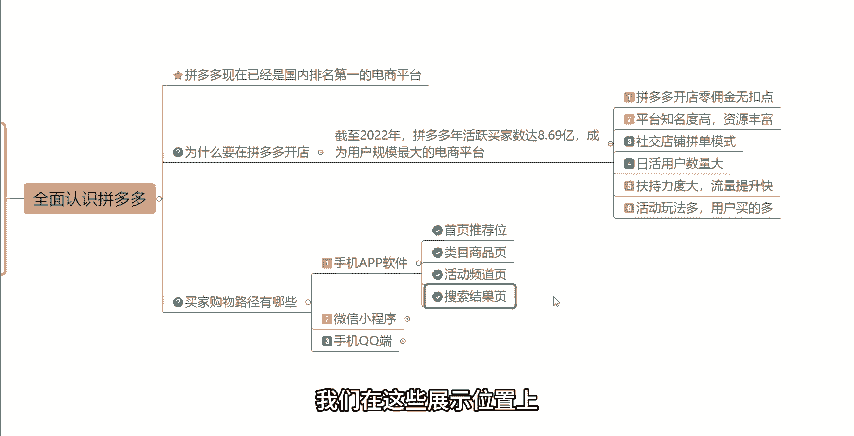 拼多多现在已经是国内排名第一的电商平台
全面认识拼多多
为什么要在拼多多开店
截至2022年，拼多多年活跃买家数达8.69亿，成
为用户规模最大的电商平台
1 拼多多开店零佣金无扣点
2 平台知名度高，资源丰富
3 社交店铺拼单模式
4 日活用户数量大
5 扶持力度大，流量提升快
6 活动玩法多，用户买的多
买家购物路径有哪些
1 手机APP软件
首页推荐位
类目商品页
活动频道页
搜索结果页
2 微信小程序
3 手机QQ端
我们在这些展示位置上